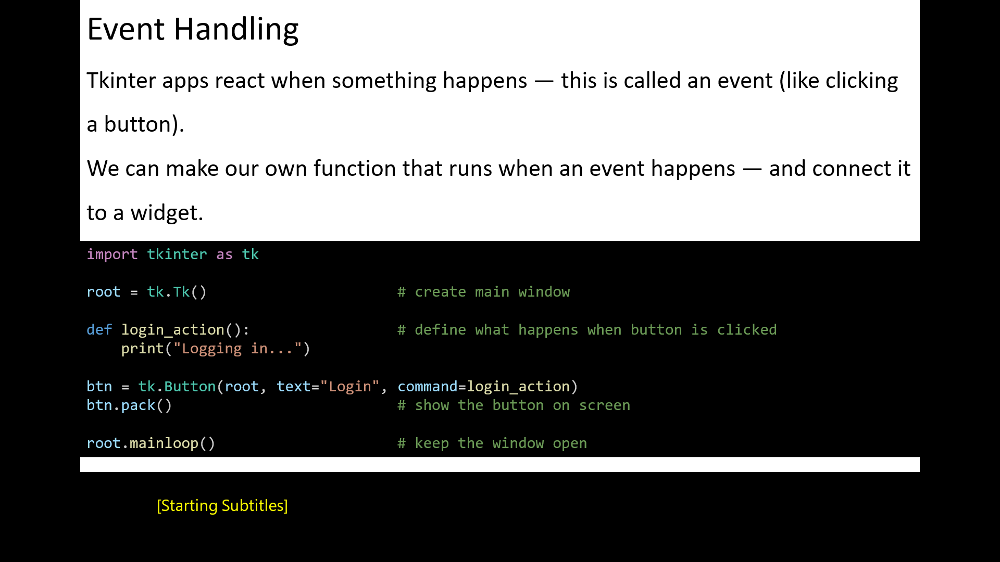 Event Handling
Tkinter apps react when something happens — this is called an event (like clicking
a button).
We can make our own function that runs when an event happens — and connect it
to a widget.
import tkinter as tk
root = tk.Tk()                      # create main window
def login_action():                 # define what happens when button is clicked
    print("Logging in...")
btn = tk.Button(root, text="Login", command=login_action)
btn.pack()                          # show the button on screen
root.mainloop()                     # keep the window open
[Starting Subtitles]